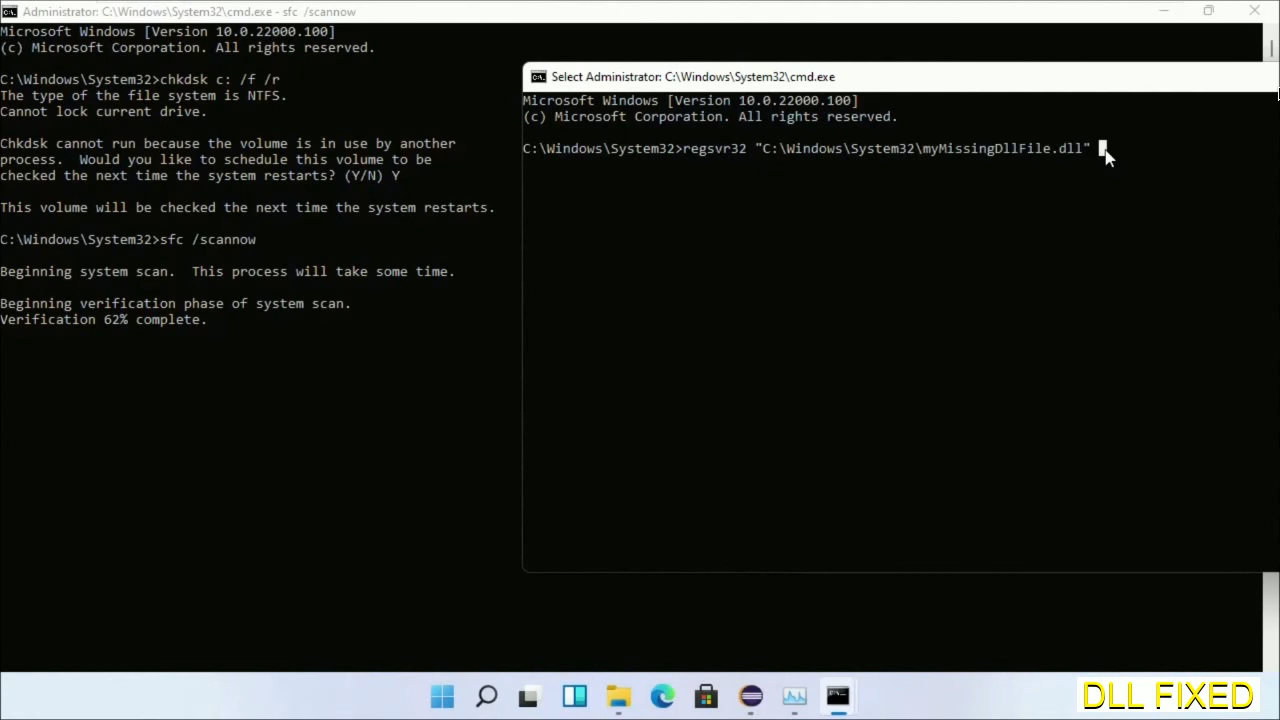 Administrator: C:\Windows\System32\cmd.exe - sfc /scannow
Microsoft Windows [Version 10.0.22000.100]
(c) Microsoft Corporation. All rights reserved.
C:\Windows\System32>chkdsk c: /f /r
The type of the file system is NTFS.
Cannot lock current drive.
Chkdsk cannot run because the volume is in use by another
process.  Would you like to schedule this volume to be
checked the next time the system restarts? (Y/N) Y
This volume will be checked the next time the system restarts.
C:\Windows\System32>sfc /scannow
Beginning system scan.  This process will take some time.
Beginning verification phase of system scan.
Verification 62% complete.
Select Administrator: C:\Windows\System32\cmd.exe
Microsoft Windows [Version 10.0.22000.100]
(c) Microsoft Corporation. All rights reserved.
C:\Windows\System32>regsvr32 "C:\Windows\System32\myMissingDllFile.dll"
DLL FIXED